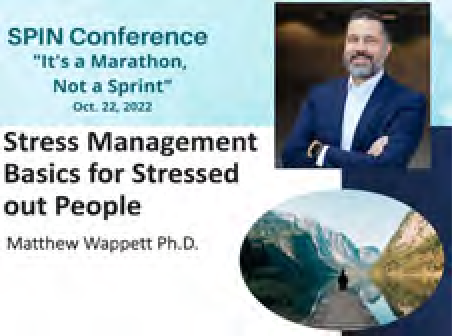 SPIN Conference
"It's a Marathon,
Not a Sprint"
Oct. 22, 2022
Stress Management
Basics for Stressed
out People
Matthew Wappett Ph.D.